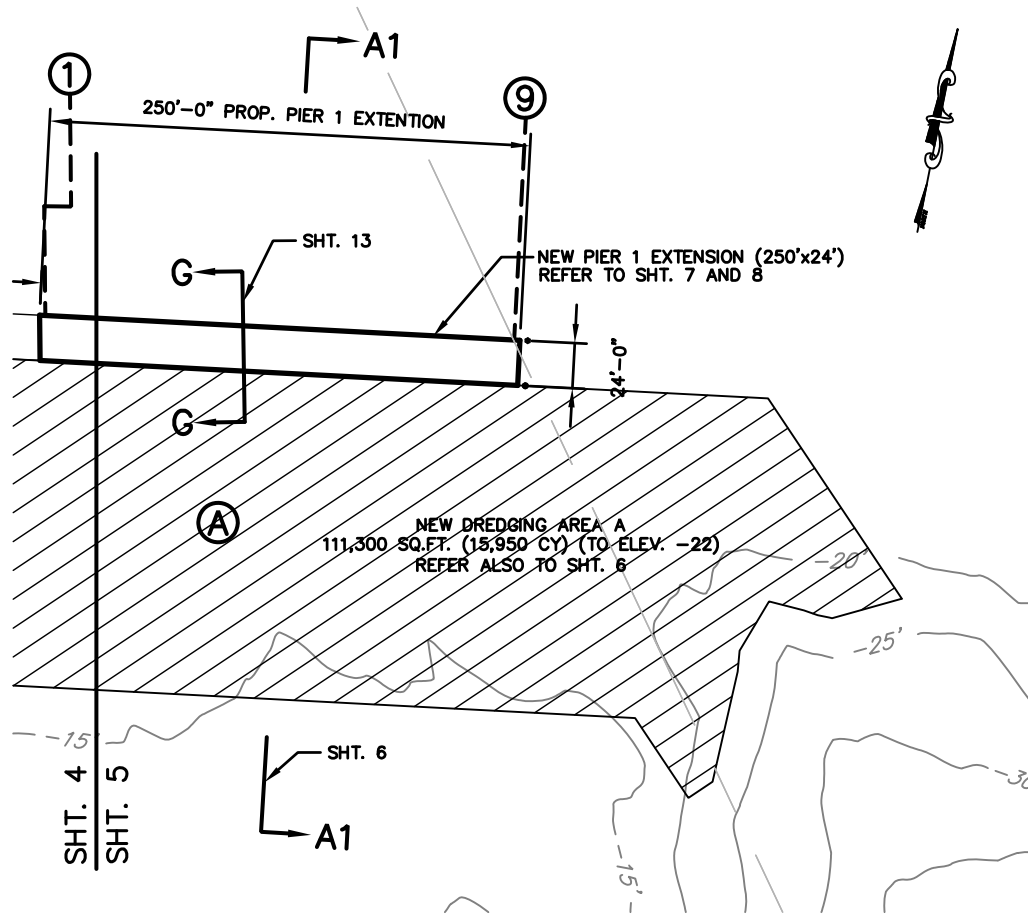 A1
1
9
250'-0" PROP. PIER 1 EXTENTION
SHT. 13
G
NEW PIER 1 EXTENSION (250'x24')
REFER TO SHT. 7 AND 8
24'-0"
G
A
NEW DREDGING AREA A
111,300 SQ.FT. (15,950 CY) (TO ELEV. -22)
REFER ALSO TO SHT. 6
-20'
-25'
-15'
SHT. 4
SHT. 5
SHT. 6
A1
-30
-15'